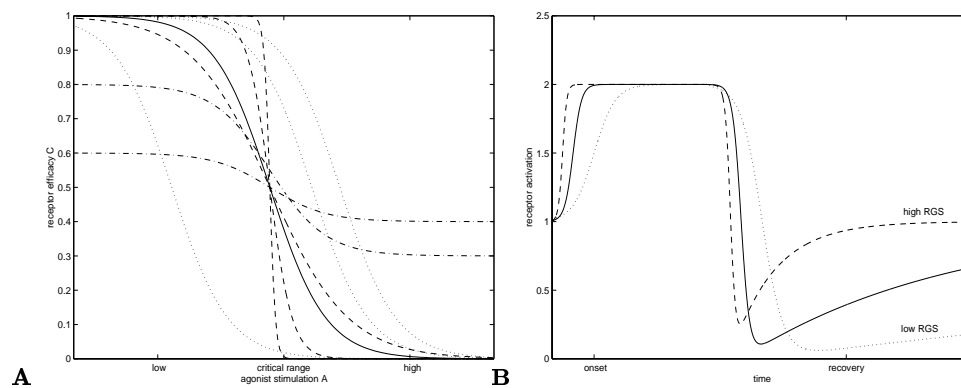 1
0.9
0.8
0.7
0.6
0.5
0.4
0.3
0.2
0.1
0
receptor efficacy C
low
critical range
high
agonist stimulation A
A
2.5
2
1.5
1
0.5
0
receptor activation
high RGS
low RGS
onset
recovery
time
B